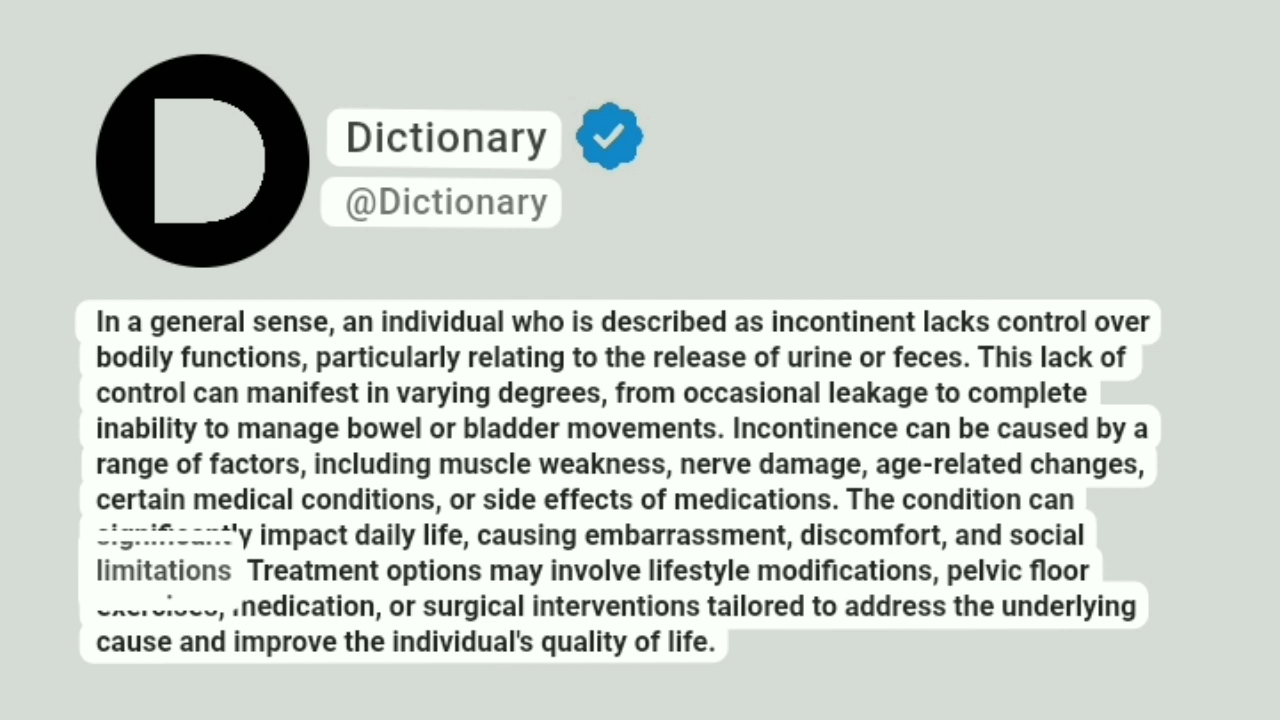 D
Dictionary
@Dictionary
In a general sense, an individual who is described as incontinent lacks control over
bodily functions, particularly relating to the release of urine or feces. This lack of
control can manifest in varying degrees, from occasional leakage to complete
inability to manage bowel or bladder movements. Incontinence can be caused by a
range of factors, including muscle weakness, nerve damage, age-related changes,
certain medical conditions, or side effects of medications. The condition can
significantly impact daily life, causing embarrassment, discomfort, and social
limitations Treatment options may involve lifestyle modifications, pelvic floor
exercises, medication, or surgical interventions tailored to address the underlying
cause and improve the individual's quality of life.